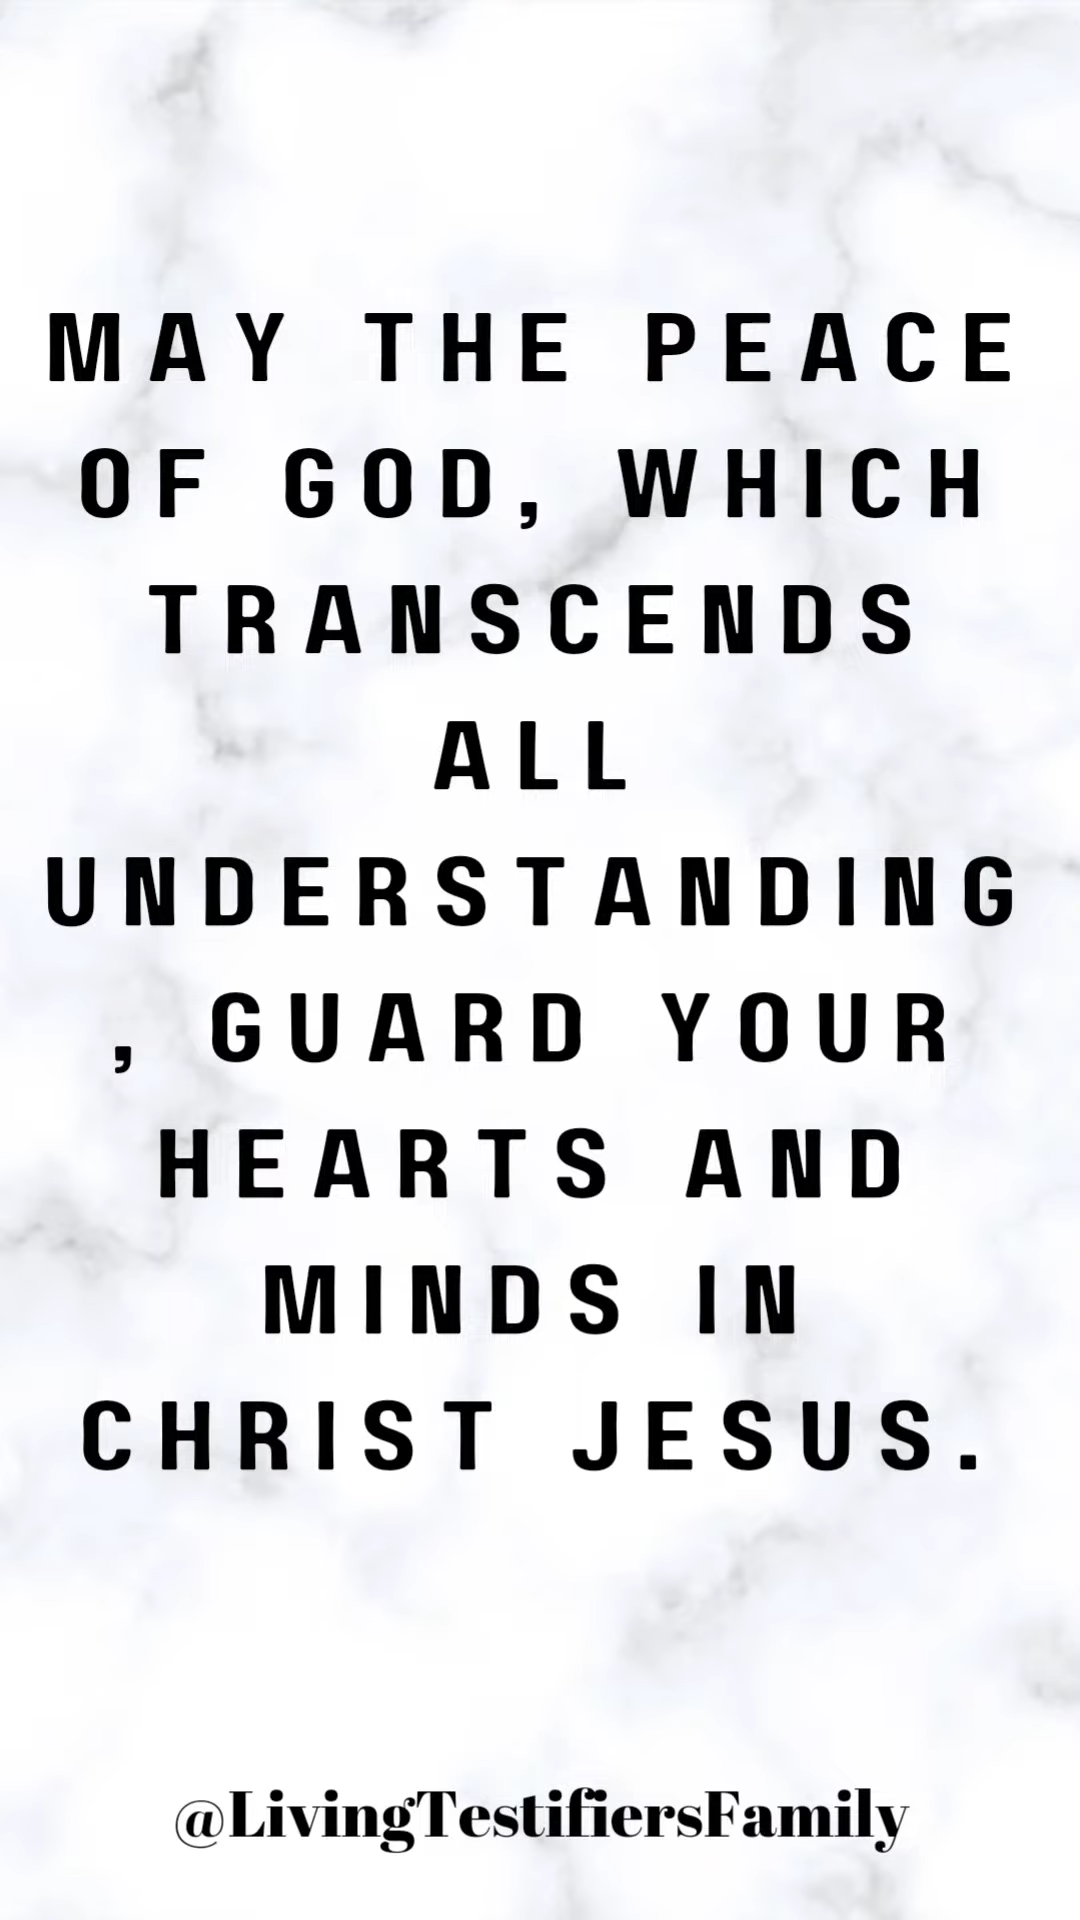 MAY THE PEACE
OF GOD, WHICH
TRANSCENDS
ALL
UNDERSTANDING
, GUARD YOUR
HEARTS AND
MINDS IN
CHRIST JESUS.
@LivingTestifiersFamily